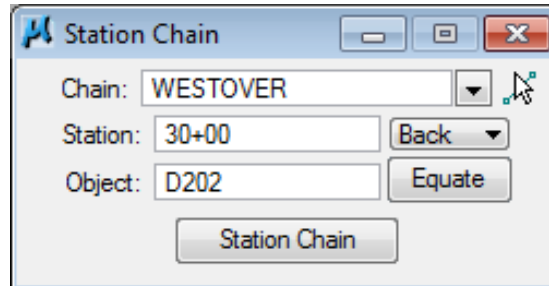 Station Chain
Chain: WESTOVER
Station: 30+00 Back
Object: D202 Equate
Station Chain